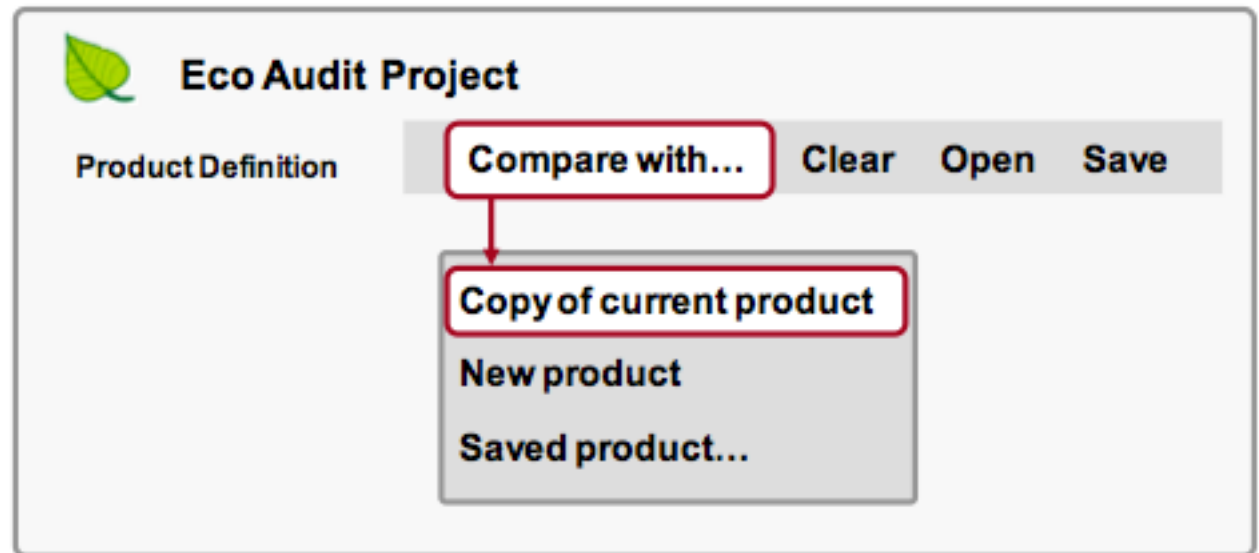 Eco Audit Project
Product Definition Compare with… Clear Open Save
Copy of current product
New product
Saved product…